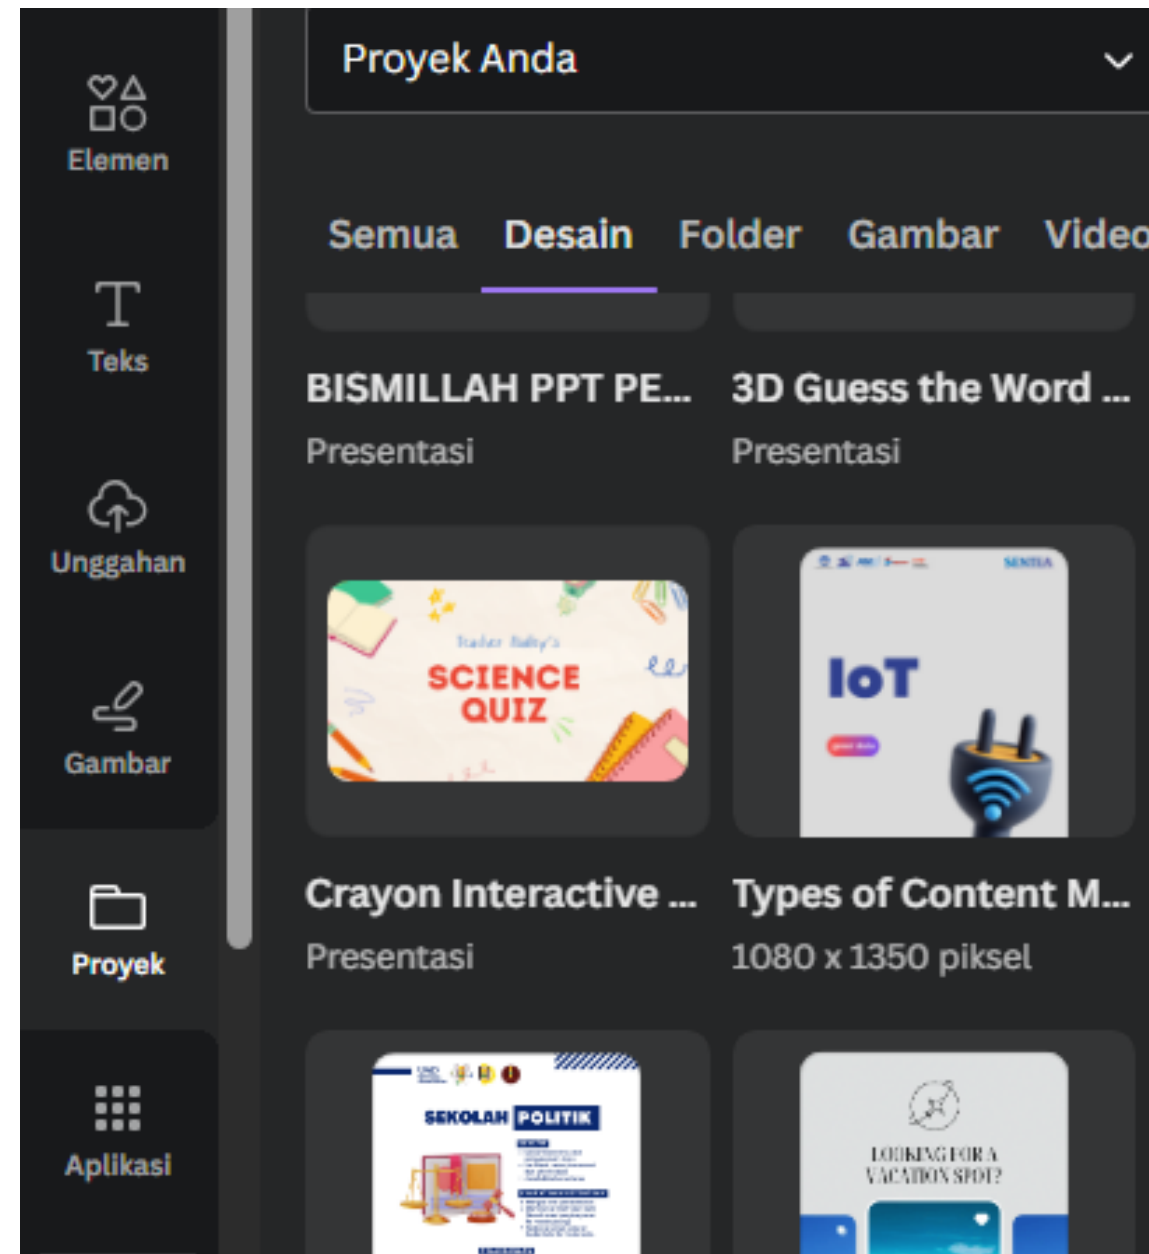 Proyek Anda
Elemen
Semua Desain Folder Gambar Video
Teks
BISMILLAH PPT PE... 3D Guess the Word ...
Presentasi Presentasi
Unggahan
SENTEA
SCIENCE
QUIZ
IoT
Gambar
Crayon Interactive ... Types of Content M...
Presentasi 1080 x 1350 piksel
Proyek
SEKOLAH POLITIK
Aplikasi
LOOKING FOR A
VACATION SPOT?